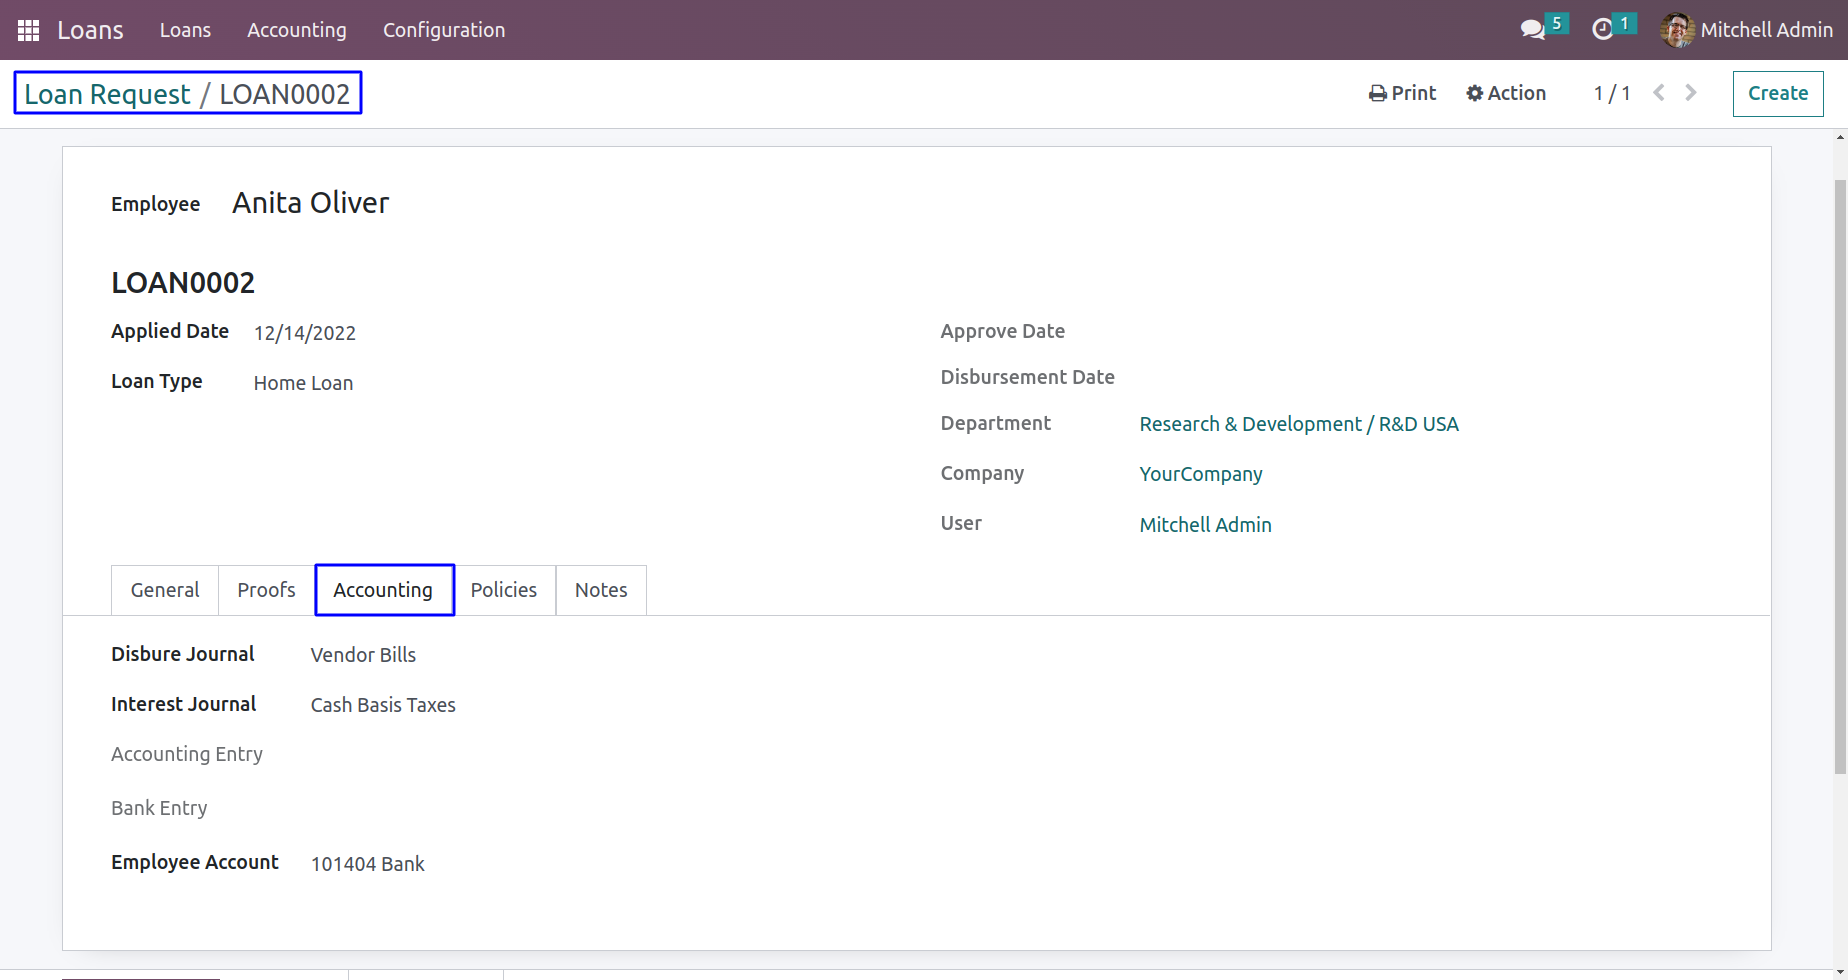 Loans Loans Accounting Configuration 5 1 Mitchell Admin
Loan Request / LOAN0002 Print Action 1 / 1 Create
Employee Anita Oliver
LOAN0002
Applied Date 12/14/2022 Approve Date
Loan Type Home Loan Disbursement Date
Department Research & Development / R&D USA
Company YourCompany
User Mitchell Admin
General Proofs Accounting Policies Notes
Disbure Journal Vendor Bills
Interest Journal Cash Basis Taxes
Accounting Entry
Bank Entry
Employee Account 101404 Bank